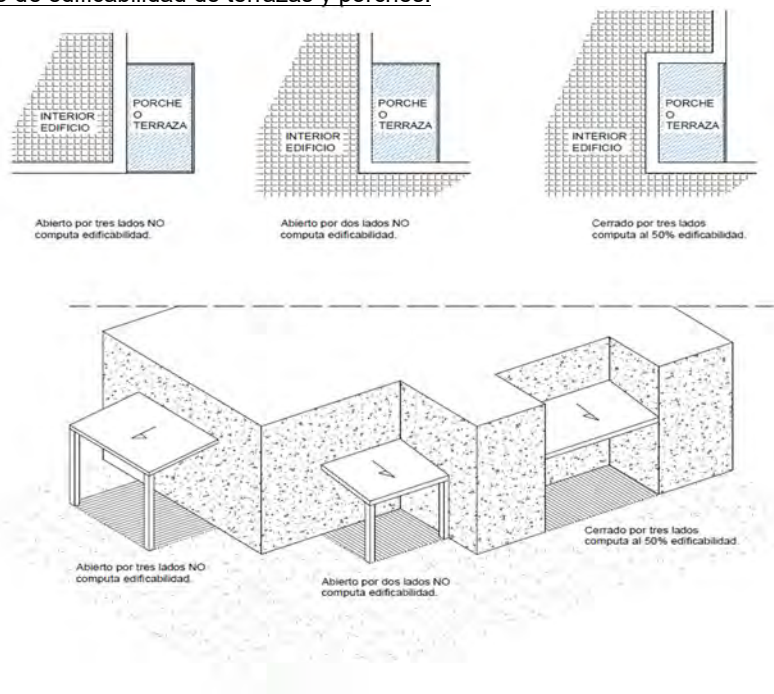 de edificabilidad de terrazas y porches:
INTERIOR
EDIFICIO
PORCHE
O
TERRAZA
INTERIOR
EDIFICIO
PORCHE
O
TERRAZA
INTERIOR
EDIFICIO
PORCHE
O
TERRAZA
Abierto por tres lados NO
computa edificabilidad.
Abierto por dos lados NO
computa edificabilidad.
Cerrado por tres lados
computa al 50% edificabilidad.
Abierto por tres lados NO
computa edificabilidad.
Abierto por dos lados NO
computa edificabilidad.
Cerrado por tres lados
computa al 50% edificabilidad.